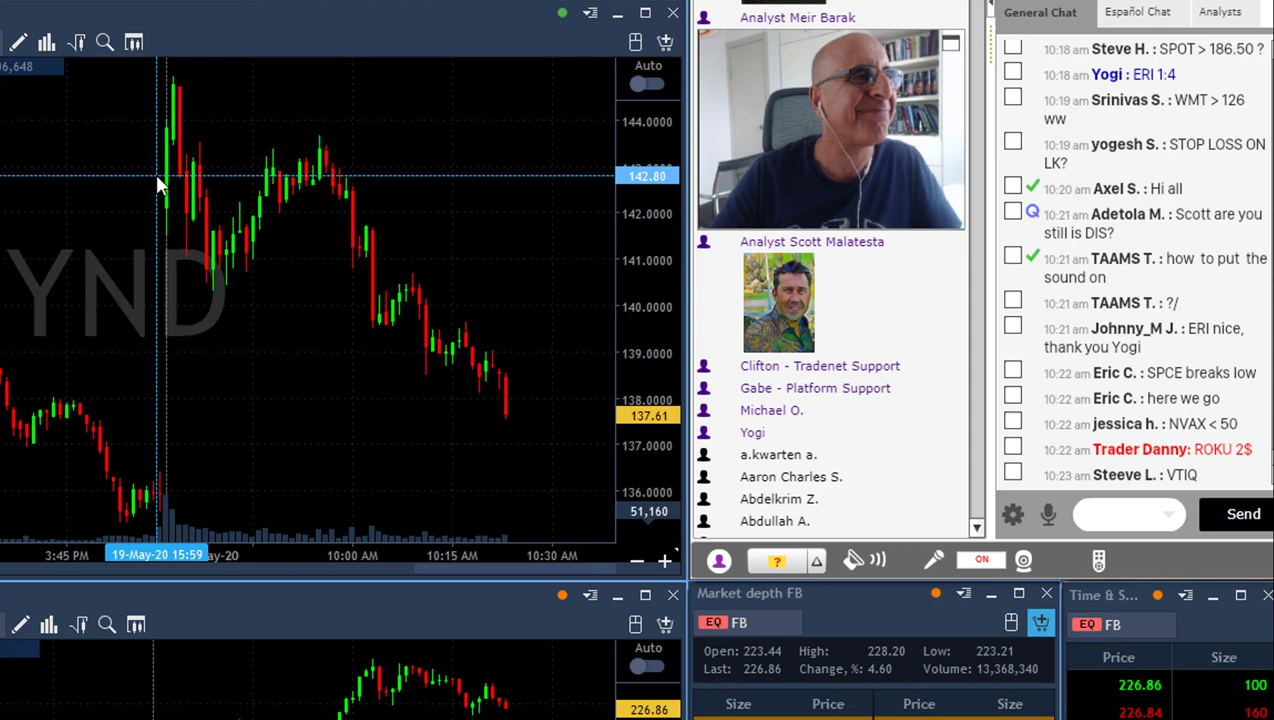 6,648
Auto
144.0000
142.80
142.0000
141.0000
140.0000
139.0000
138.0000
137.61
137.0000
136.0000
51,160
YND
3:45 PM
19-May-20 15:59
ay-20
10:00 AM
10:15 AM
10:30 AM
Auto
226.86
Analyst Meir Barak
Analyst Scott Malatesta
Clifton - Tradenet Support
Gabe - Platform Support
Michael O.
Yogi
a.kwarten a.
Aaron Charles S.
Abdelkrim Z.
Abdullah A.
?
ON
General Chat
Español Chat
Analysts
10:18 am Steve H. : SPOT > 186.50 ?
10:18 am Yogi : ERI 1:4
10:19 am Srinivas S. : WMT > 126
ww
10:19 am yogesh S. : STOP LOSS ON
LK?
10:20 am Axel S. : Hi all
Q 10:21 am Adetola M. : Scott are you
still is DIS?
10:21 am TAAMS T. : how to put the
sound on
10:21 am TAAMS T. : ?/
10:21 am Johnny_M J. : ERI nice,
thank you Yogi
10:22 am Eric C. : SPCE breaks low
10:22 am Eric C. : here we go
10:22 am jessica h. : NVAX < 50
10:22 am Trader Danny: ROKU 2$
10:23 am Steeve L. : VTIQ
Send
Market depth FB
EQ FB
Open: 223.44 High: 228.20 Low: 223.21
Last: 226.86 Change, %: 4.60 Volume: 13,368,340
Size Price Price Size
Time & S...
EQ FB
Price Size
226.86 100
226.84 160